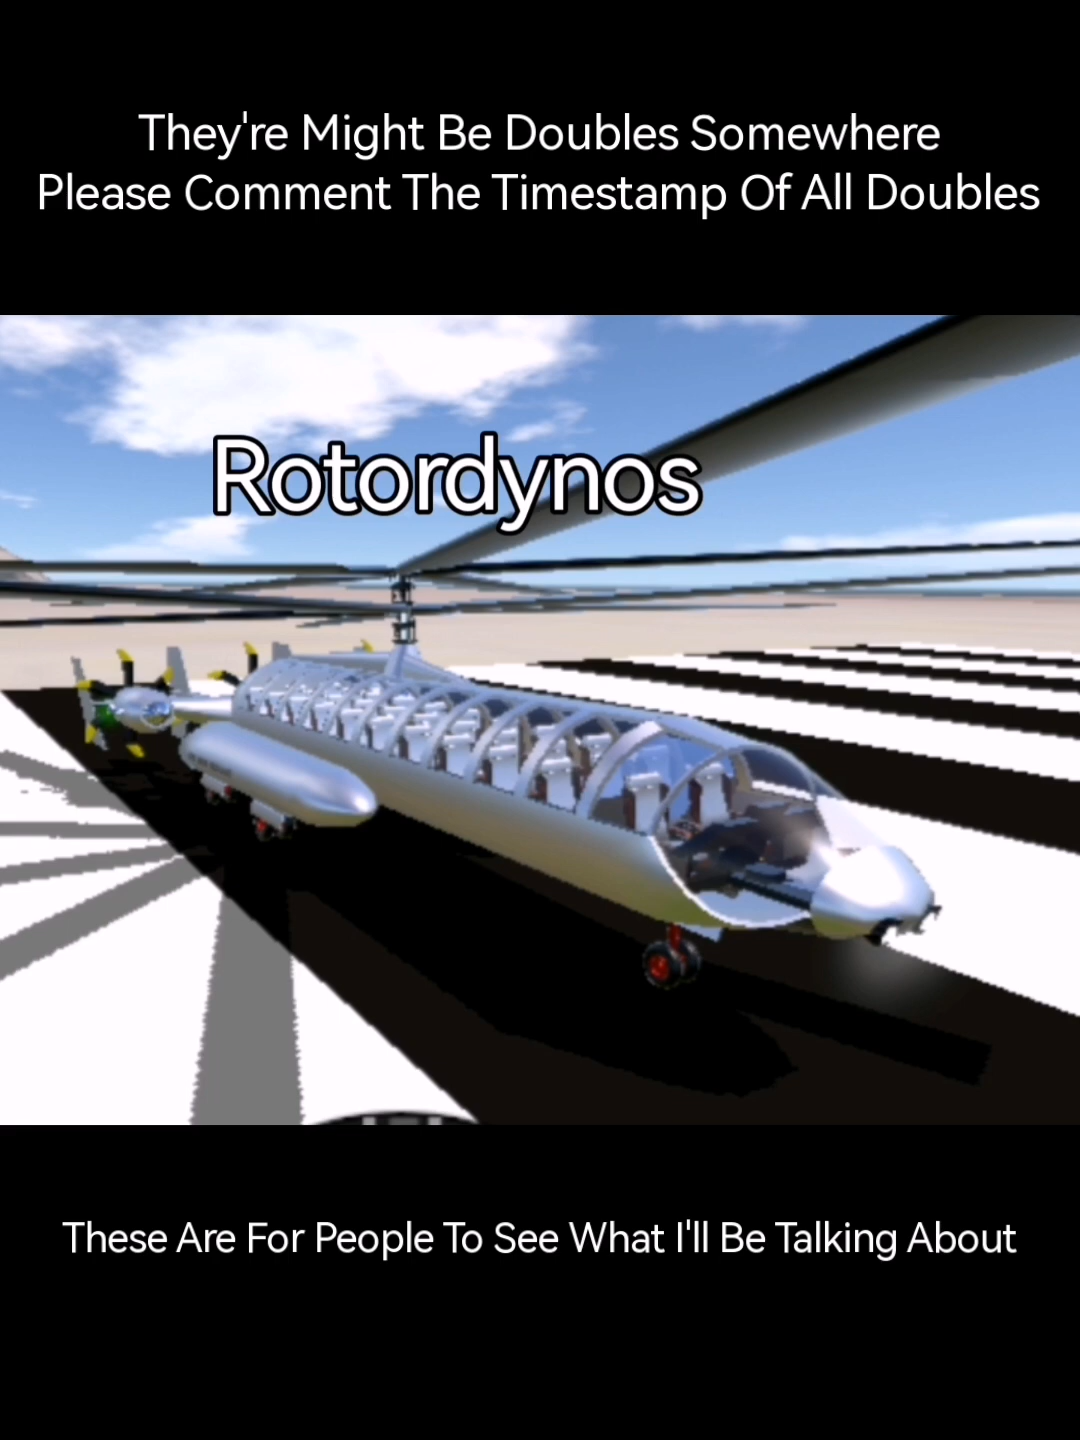 They're Might Be Doubles Somewhere
Please Comment The Timestamp Of All Doubles
Rotordynos
These Are For People To See What I'll Be Talking About